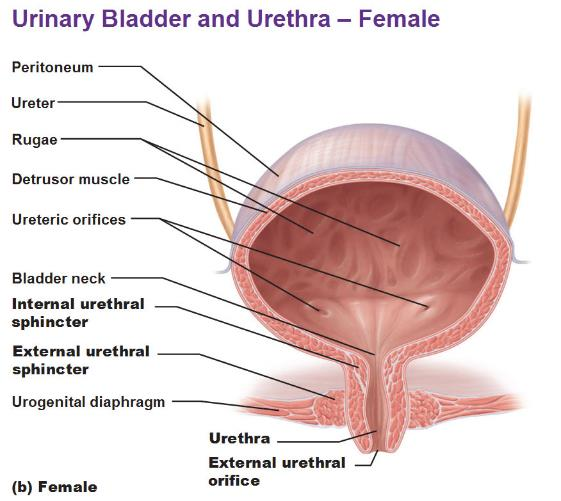 Urinary Bladder and Urethra – Female
Peritoneum
Ureter
Rugae
Detrusor muscle
Ureteric orifices
Bladder neck
Internal urethral
sphincter
External urethral
sphincter
Urogenital diaphragm
Urethra
External urethral
orifice
(b) Female